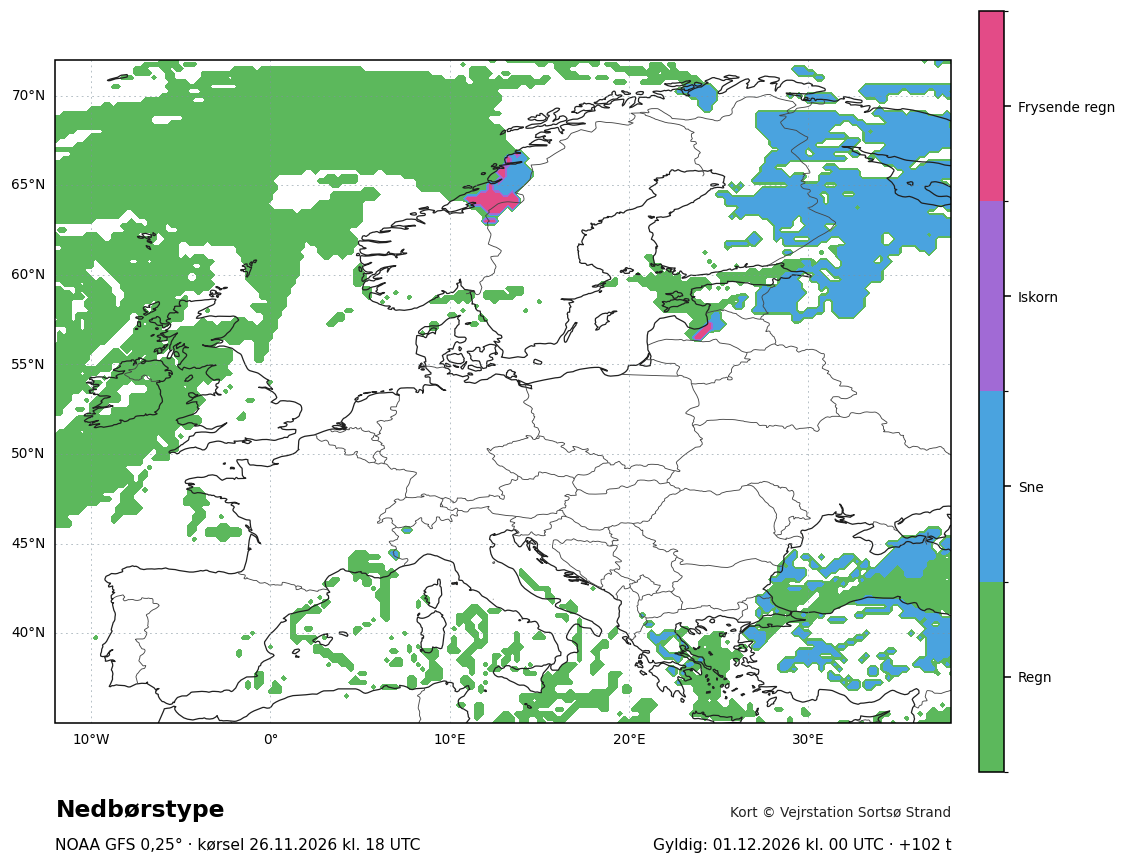 70°N
65°N
60°N
55°N
50°N
45°N
40°N
10°W
0°
10°E
20°E
30°E
Frysende regn
Iskorn
Sne
Regn
Nedbørstype
Kort © Vejrstation Sortsø Strand
NOAA GFS 0,25° · kørsel 26.11.2026 kl. 18 UTC
Gyldig: 01.12.2026 kl. 00 UTC · +102 t